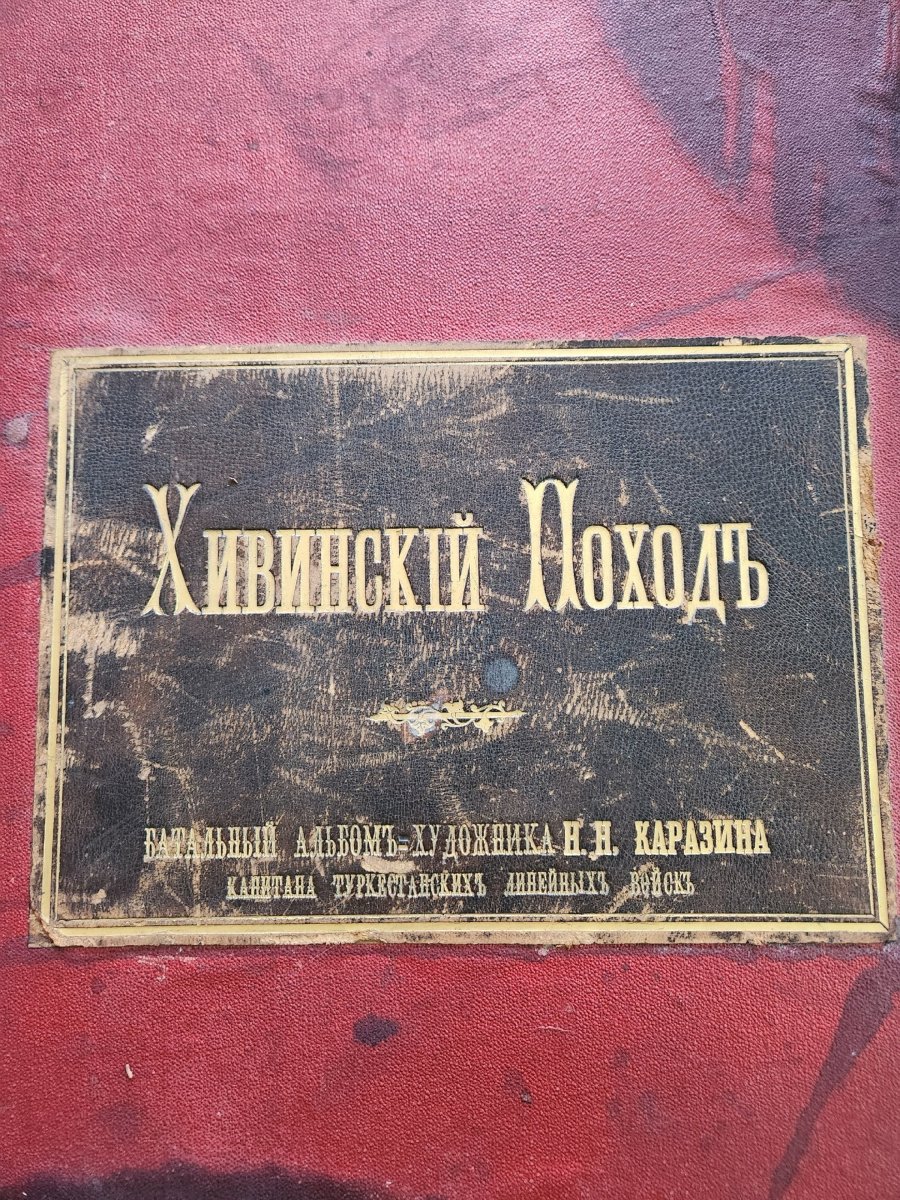 Хивинскій Походъ
БАТАЛЬНЫЙ АЛЬБОМЪ-ХУДОЖНИКА Н. Н. КАРАЗИНА
КАПИТАНА ТУРКЕСТАНСКИХЪ ЛИНЕЙНЫХЪ ВОЙСКЪ